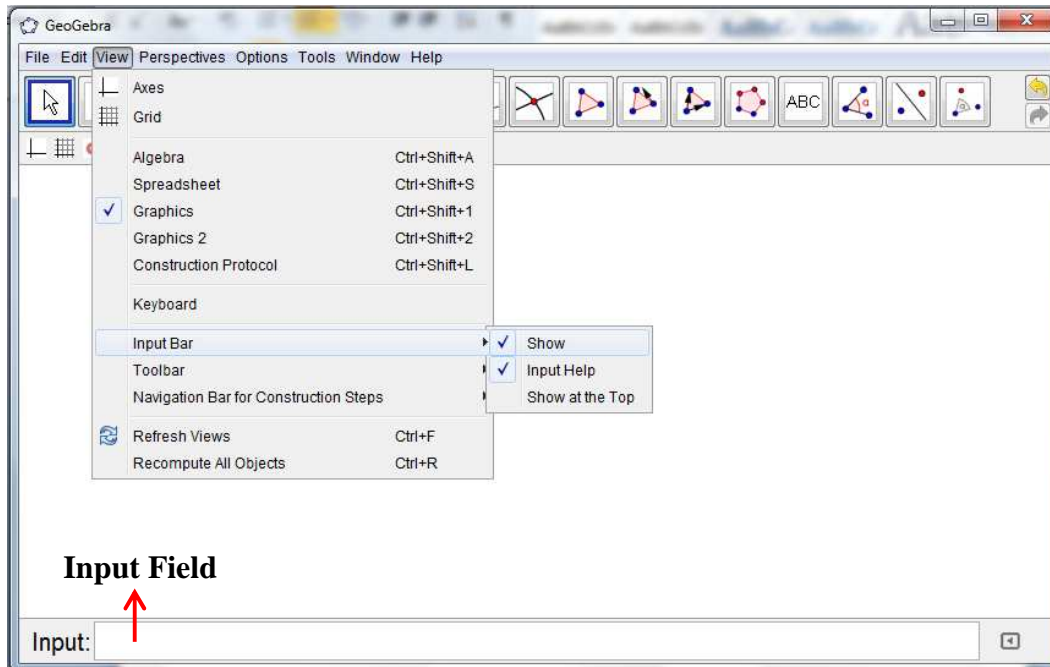 GeoGebra
File Edit View Perspectives Options Tools Window Help
ABC
Axes
Grid
Algebra Ctrl+Shift+A
Spreadsheet Ctrl+Shift+S
Graphics Ctrl+Shift+1
Graphics 2 Ctrl+Shift+2
Construction Protocol Ctrl+Shift+L
Keyboard
Input Bar
Show
Toolbar
Input Help
Navigation Bar for Construction Steps
Show at the Top
Refresh Views Ctrl+F
Recompute All Objects Ctrl+R
Input Field
Input: